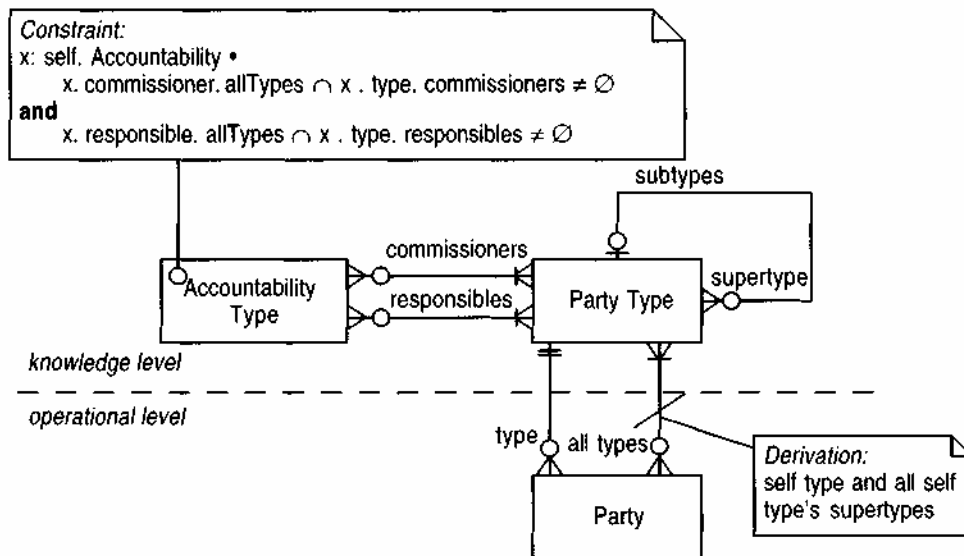 Constraint:
x: self. Accountability •
x. commissioner. allTypes ∩ x . type. commissioners ≠ ∅
and
x. responsible. allTypes ∩ x . type. responsibles ≠ ∅
subtypes
commissioners
supertype
Accountability
Type
responsibles
Party Type
knowledge level
operational level
type
all types
Derivation:
self type and all self
type's supertypes
Party